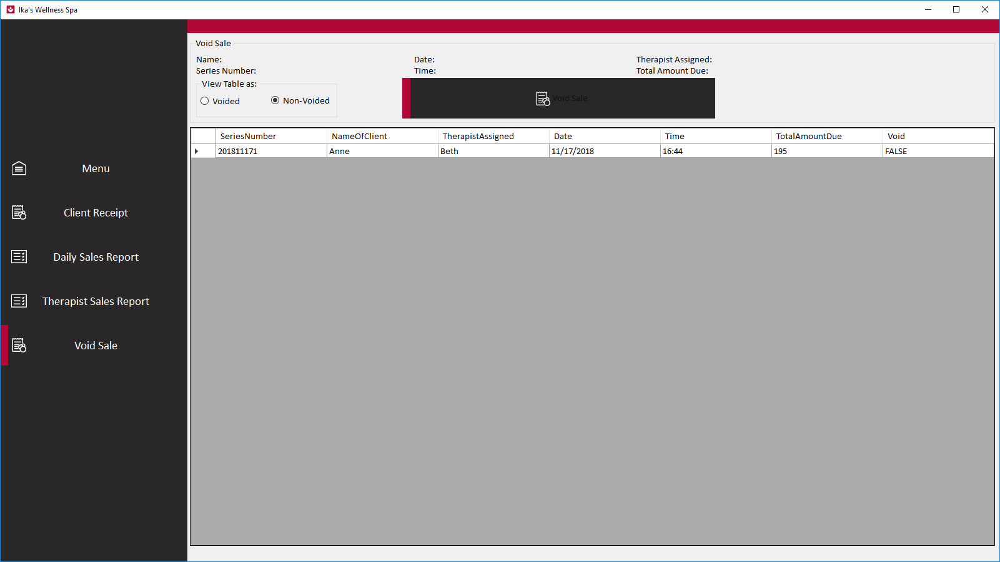 Ika's Wellness Spa
Menu
Client Receipt
Daily Sales Report
Therapist Sales Report
Void Sale
Void Sale
Name: Date: Therapist Assigned:
Series Number: Time: Total Amount Due:
View Table as:
Voided Non-Voided
Void Sale
SeriesNumber NameOfClient TherapistAssigned Date Time TotalAmountDue Void
201811171 Anne Beth 11/17/2018 16:44 195 FALSE